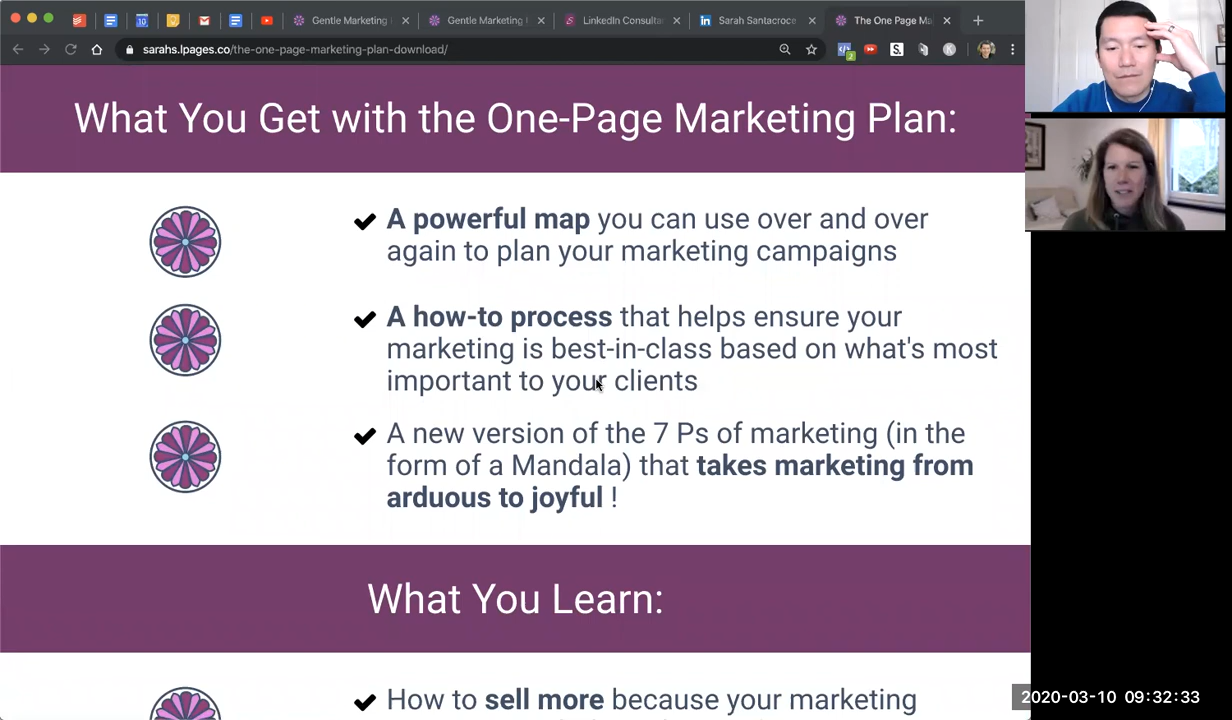 Gentle Marketing
Gentle Marketing
LinkedIn Consulta
Sarah Santacroce
The One Page Ma
sarahs.lpages.co/the-one-page-marketing-plan-download/
What You Get with the One-Page Marketing Plan:
A powerful map you can use over and over
again to plan your marketing campaigns
A how-to process that helps ensure your
marketing is best-in-class based on what's most
important to your clients
A new version of the 7 Ps of marketing (in the
form of a Mandala) that takes marketing from
arduous to joyful !
What You Learn:
How to sell more because your marketing
2020-03-10 09:32:33